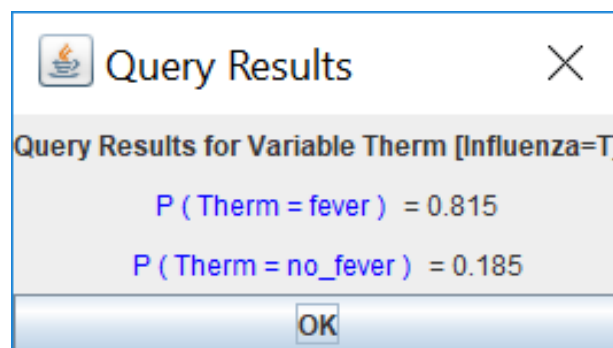 Query Results
Query Results for Variable Therm [Influenza=T
P ( Therm = fever )  = 0.815
P ( Therm = no_fever )  = 0.185
OK